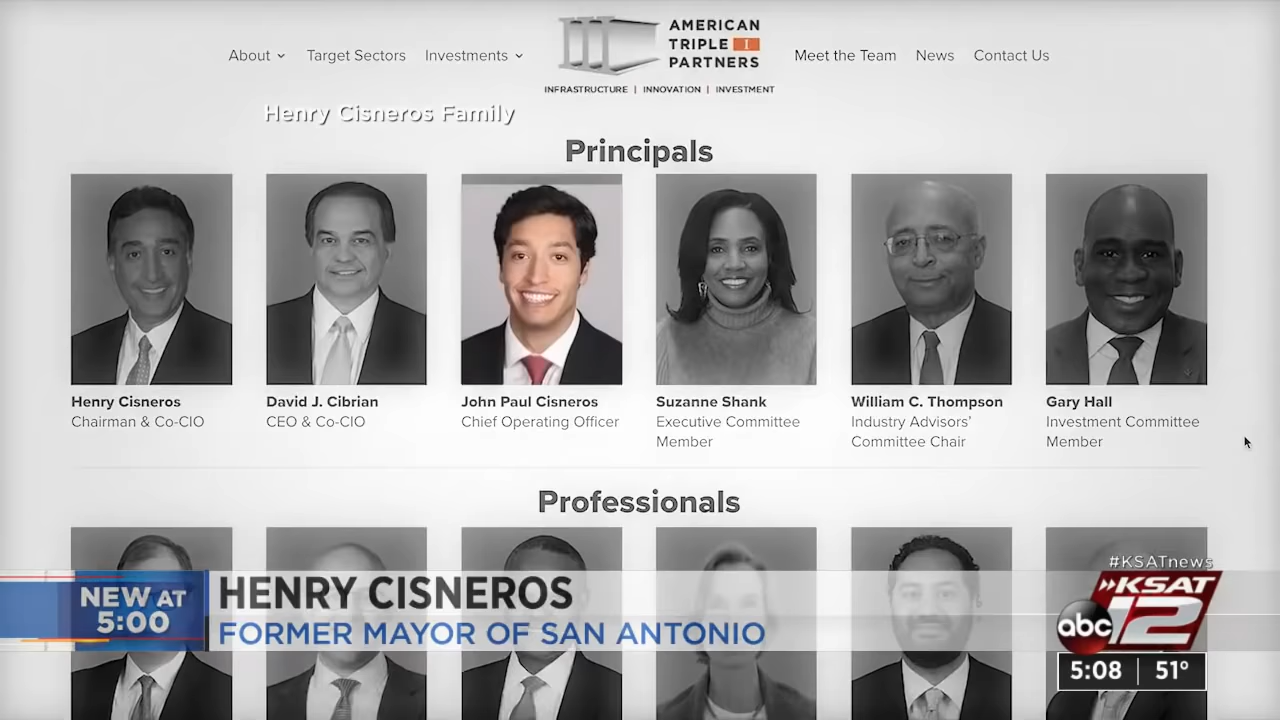 AMERICAN
TRIPLE I
PARTNERS
INFRASTRUCTURE | INNOVATION | INVESTMENT
About
Target Sectors
Investments
Meet the Team
News
Contact Us
Henry Cisneros Family
Principals
Henry Cisneros
Chairman & Co-CIO
David J. Cibrian
CEO & Co-CIO
John Paul Cisneros
Chief Operating Officer
Suzanne Shank
Executive Committee
Member
William C. Thompson
Industry Advisors'
Committee Chair
Gary Hall
Investment Committee
Member
Professionals
#KSATnews
NEW AT
5:00
HENRY CISNEROS
FORMER MAYOR OF SAN ANTONIO
KSAT
abc
12
5:08
51°